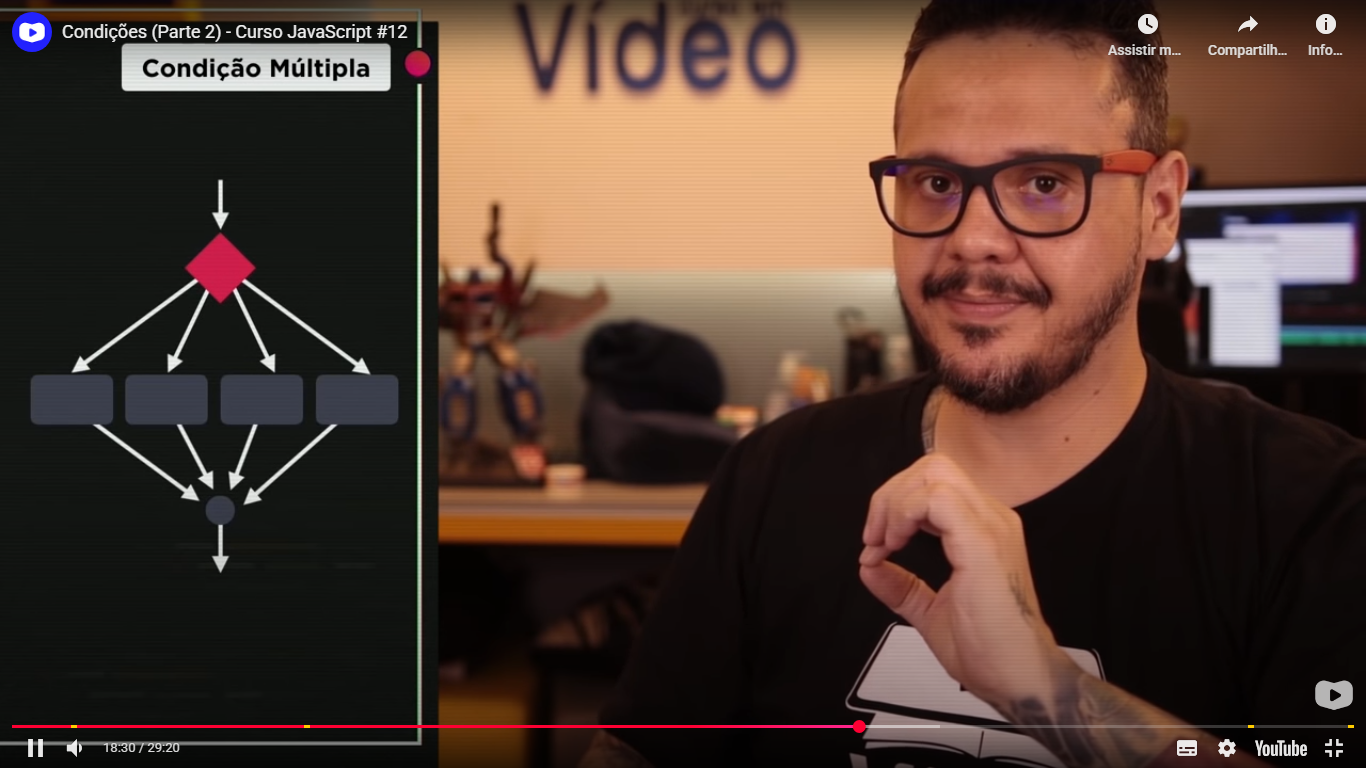 Condições (Parte 2) - Curso JavaScript #12
Assistir m...
Compartilh...
Info...
Condição Múltipla
Vídeo
18:30 / 29:20
YouTube